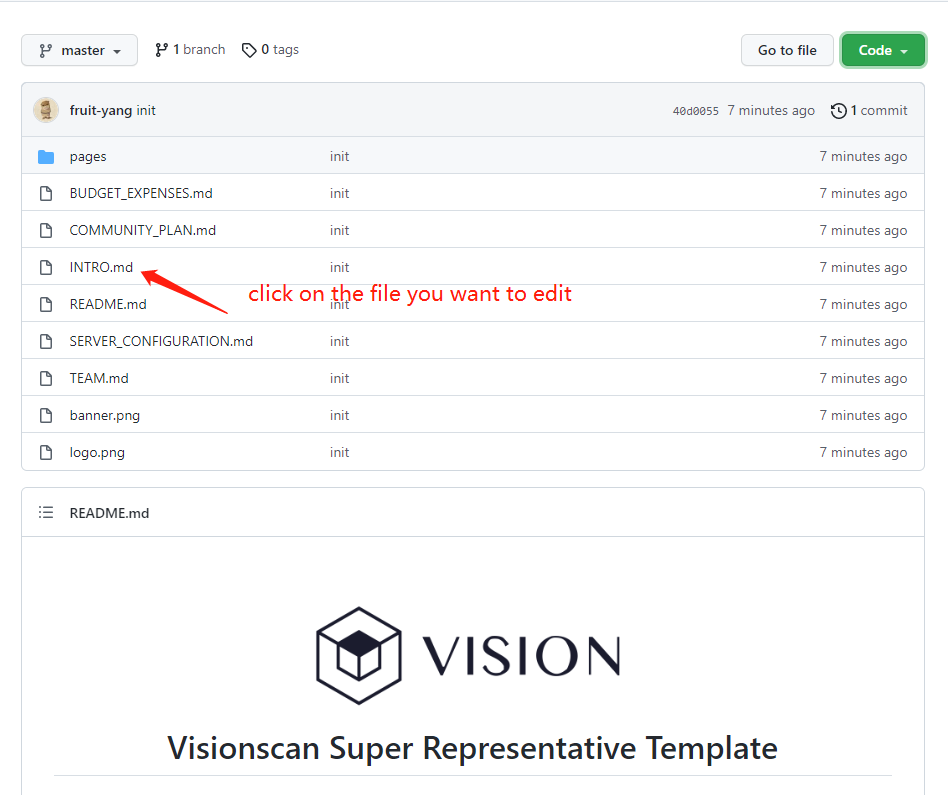 master 1 branch 0 tags Go to file Code
fruit-yang init 40d0055 7 minutes ago 1 commit
pages init 7 minutes ago
BUDGET_EXPENSES.md init 7 minutes ago
COMMUNITY_PLAN.md init 7 minutes ago
INTRO.md init 7 minutes ago
click on the file you want to edit
README.md init 7 minutes ago
SERVER_CONFIGURATION.md init 7 minutes ago
TEAM.md init 7 minutes ago
banner.png init 7 minutes ago
logo.png init 7 minutes ago
README.md
VISION
Visionscan Super Representative Template